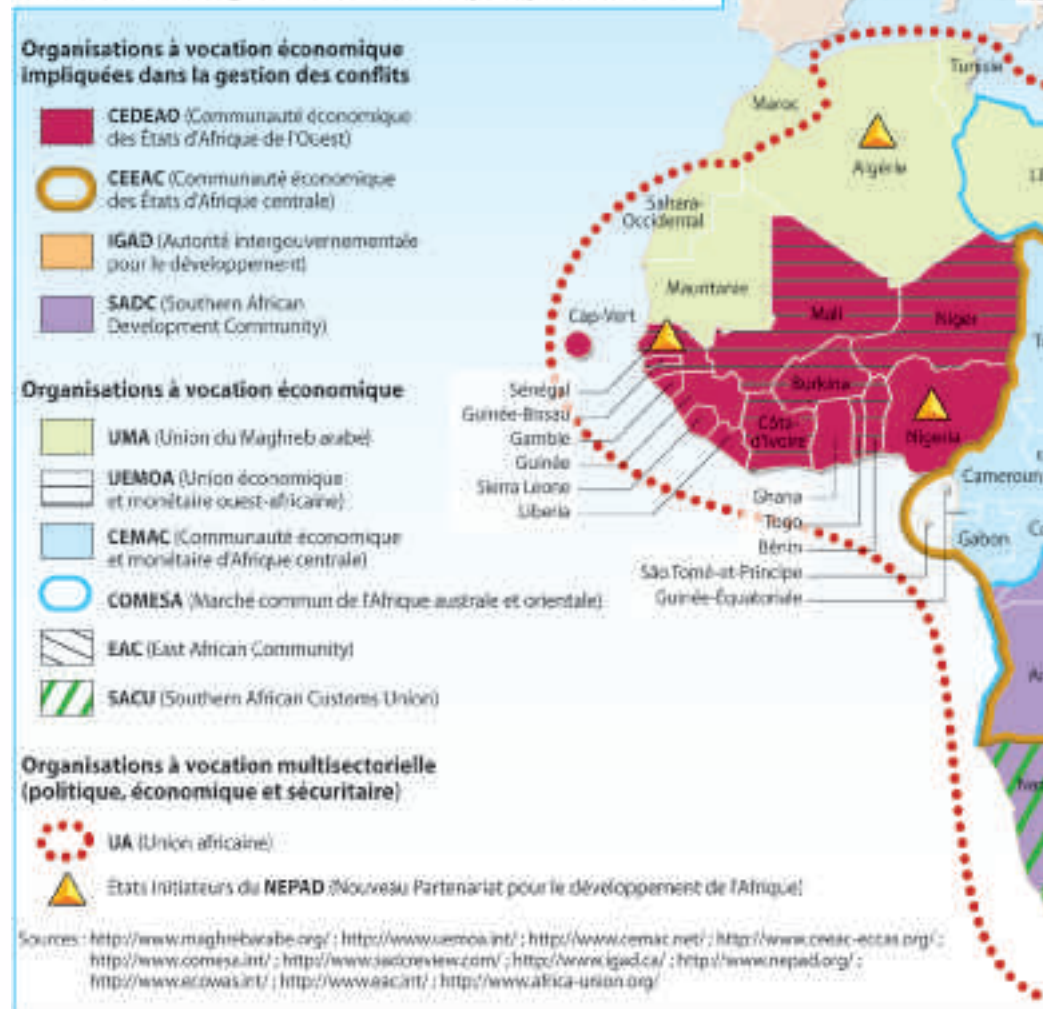 Organisations à vocation économique
impliquées dans la gestion des conflits
CEDEAO (Communauté économique
des États d'Afrique de l'Ouest)
CEEAC (Communauté économique
des États d'Afrique centrale)
IGAD (Autorité intergouvernementale
pour le développement)
SADC (Southern African
Development Community)
Organisations à vocation économique
UMA (Union du Maghreb arabe)
UEMOA (Union économique
et monétaire ouest-africaine)
CEMAC (Communauté économique
et monétaire d'Afrique centrale)
COMESA (Marché commun de l'Afrique australe et orientale)
EAC (East African Community)
SACU (Southern African Customs Union)
Organisations à vocation multisectorielle
(politique, économique et sécuritaire)
UA (Union africaine)
États initiateurs du NEPAD (Nouveau Partenariat pour le développement de l'Afrique)
Sources : http://www.maghrebarabe.org/ ; http://www.uemoa.int/ ; http://www.cemac.net/ ; http://www.ceeac-eccas.org/ ;
http://www.comesa.int/ ; http://www.sadcreview.com/ ; http://www.igad.ca/ ; http://www.nepad.org/ ;
http://www.ecowas.int/ ; http://www.eac.int/ ; http://www.africa-union.org/
Tunisie
Maroc
Algérie
Sahara-
Occidental
Mauritanie
Cap-Vert
Mali
Niger
Sénégal
Guinée-Bissau
Gambie
Guinée
Sierra Leone
Liberia
Burkina
Côte-
d'Ivoire
Nigeria
Ghana
Togo
Bénin
São Tomé-et-Príncipe
Guinée-Équatoriale
Cameroun
Gabon